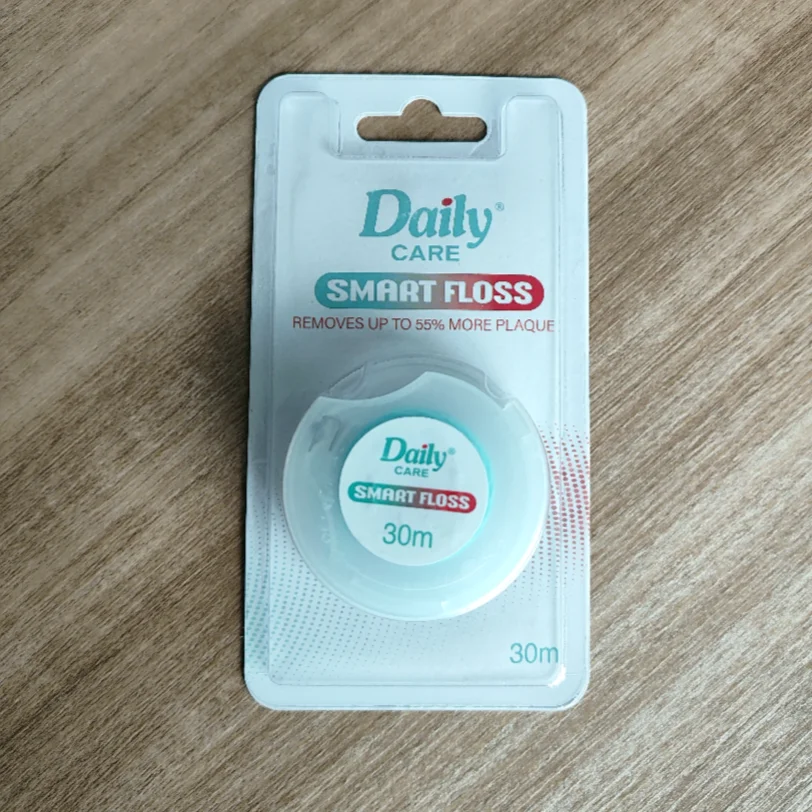 Daily®
CARE
SMART FLOSS
REMOVES UP TO 55% MORE PLAQUE
Daily®
CARE
SMART FLOSS
30m
30m